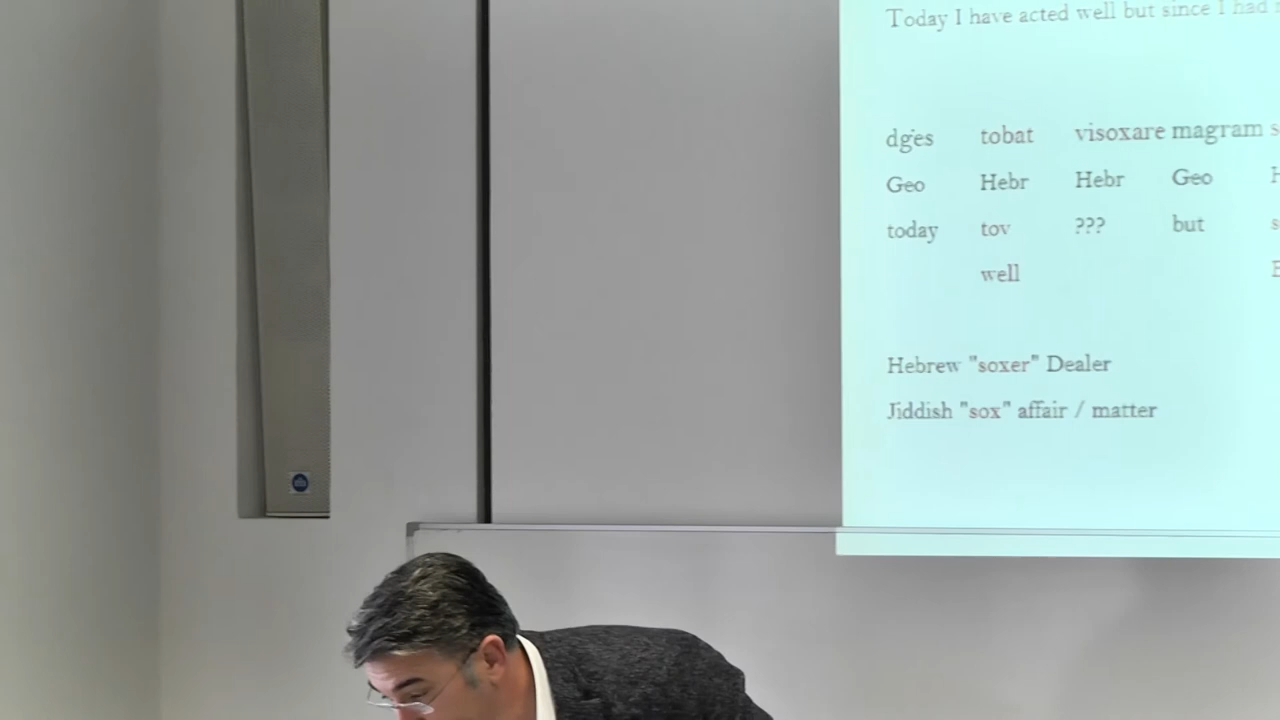 Today I have acted well but since I had
dges tobat visoxare magram
Geo Hebr Hebr Geo
today tov ??? but
well
Hebrew "soxer" Dealer
Jiddish "sox" affair / matter